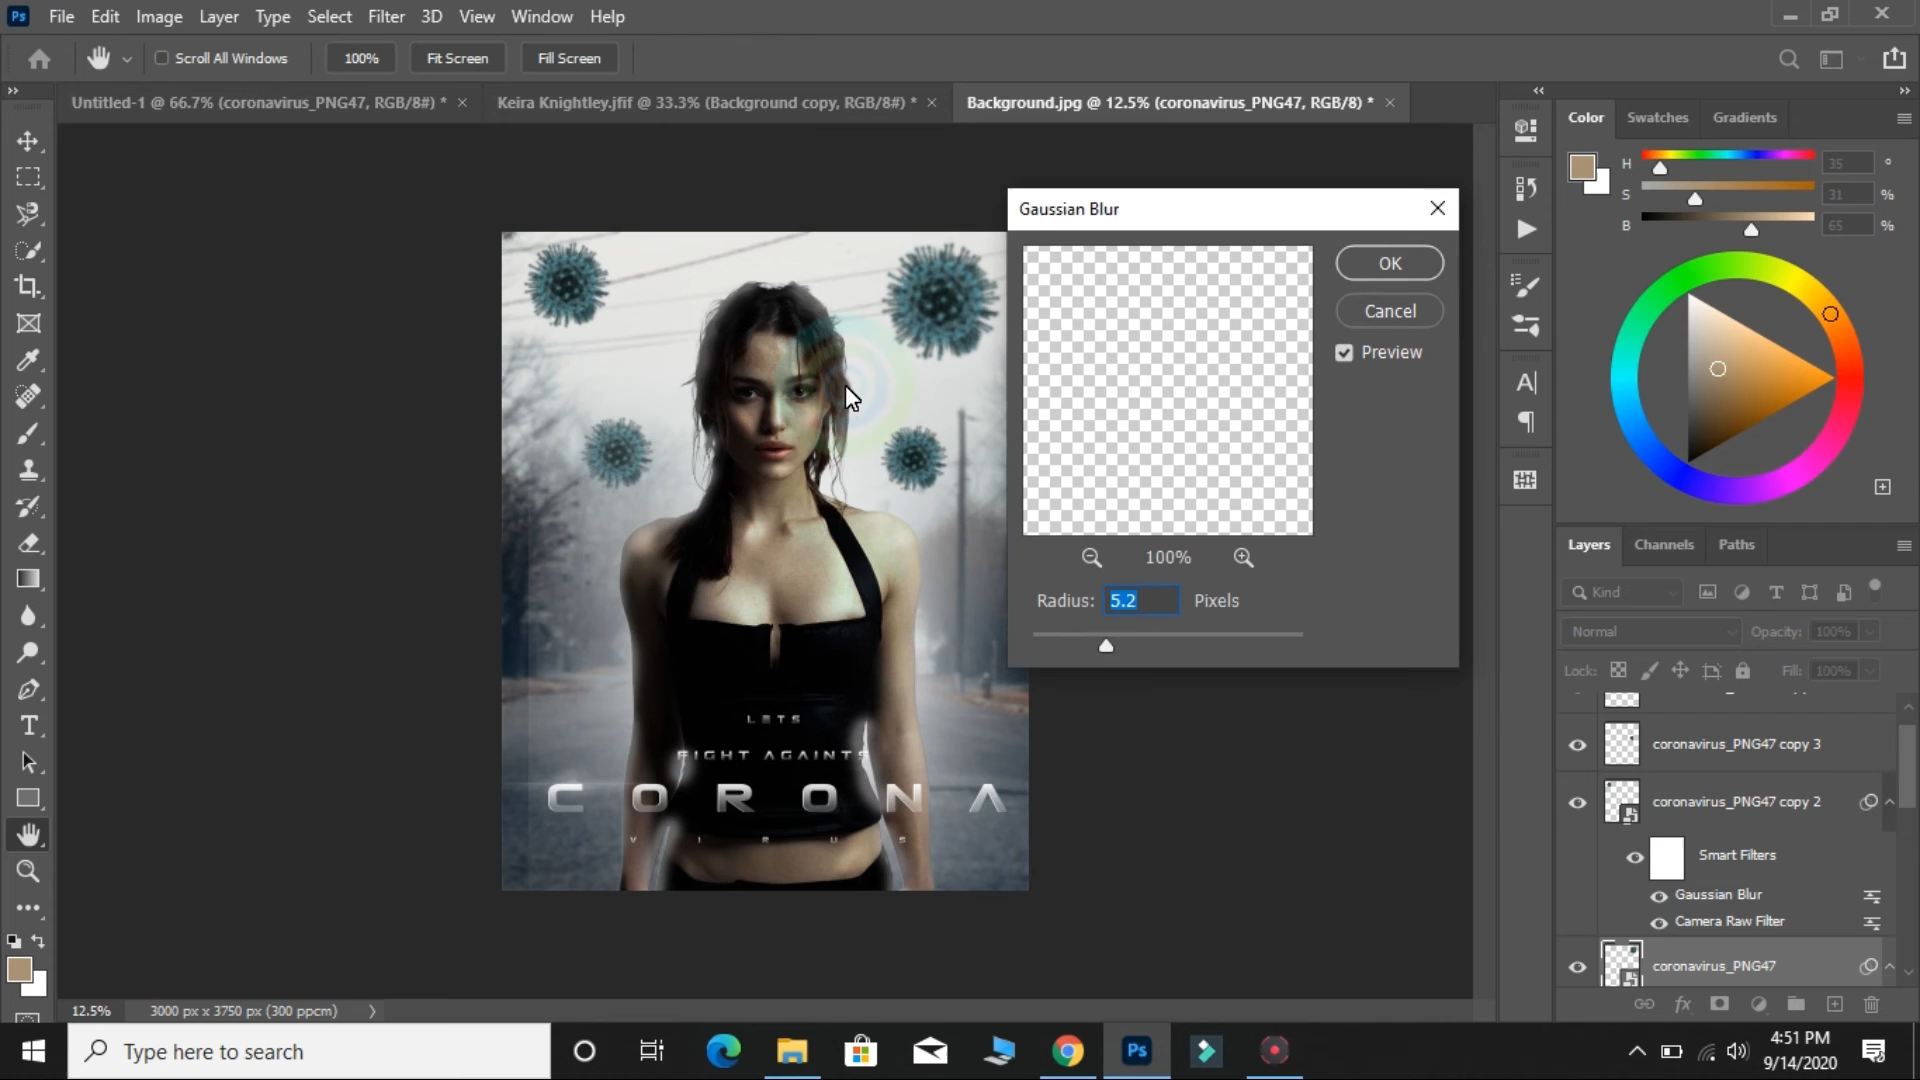 Ps File Edit Image Layer Type Select Filter 3D View Window Help
Scroll All Windows 100% Fit Screen Fill Screen
Untitled-1 @ 66.7% (coronavirus_PNG47, RGB/8#) *
Keira Knightley.jfif @ 33.3% (Background copy, RGB/8#) *
Background.jpg @ 12.5% (coronavirus_PNG47, RGB/8) *
Color Swatches Gradients
H 35 °
S 31 %
B 65 %
Gaussian Blur
OK
Cancel
Preview
100%
Radius: 5.2 Pixels
LETS
FIGHT AGAINTS
CORONA
VIRUS
Layers Channels Paths
Kind
Normal Opacity: 100%
Lock: Fill: 100%
coronavirus_PNG47 copy 3
coronavirus_PNG47 copy 2
Smart Filters
Gaussian Blur
Camera Raw Filter
coronavirus_PNG47
12.5% 3000 px x 3750 px (300 ppcm)
Type here to search
Ps
4:51 PM
9/14/2020